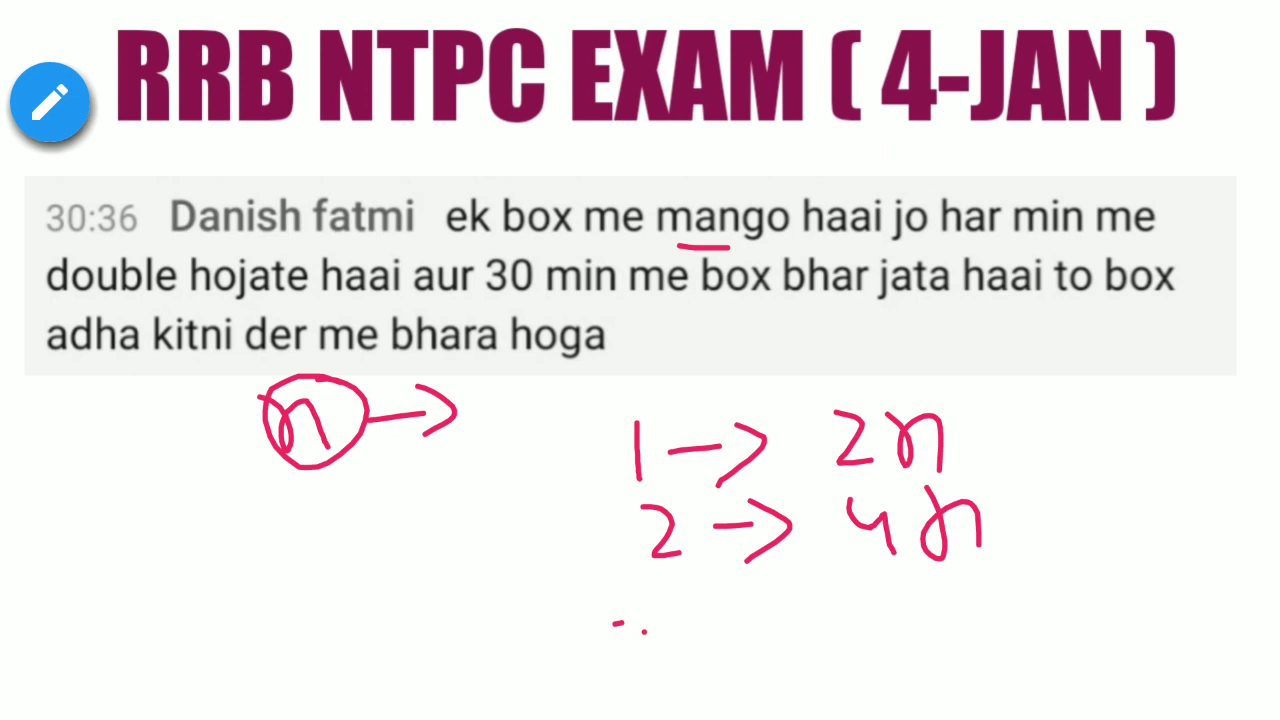 RRB NTPC EXAM ( 4-JAN )
30:36 Danish fatmi ek box me mango haai jo har min me
double hojate haai aur 30 min me box bhar jata haai to box
adha kitni der me bhara hoga
n →
1 → 2n
2 → 4n